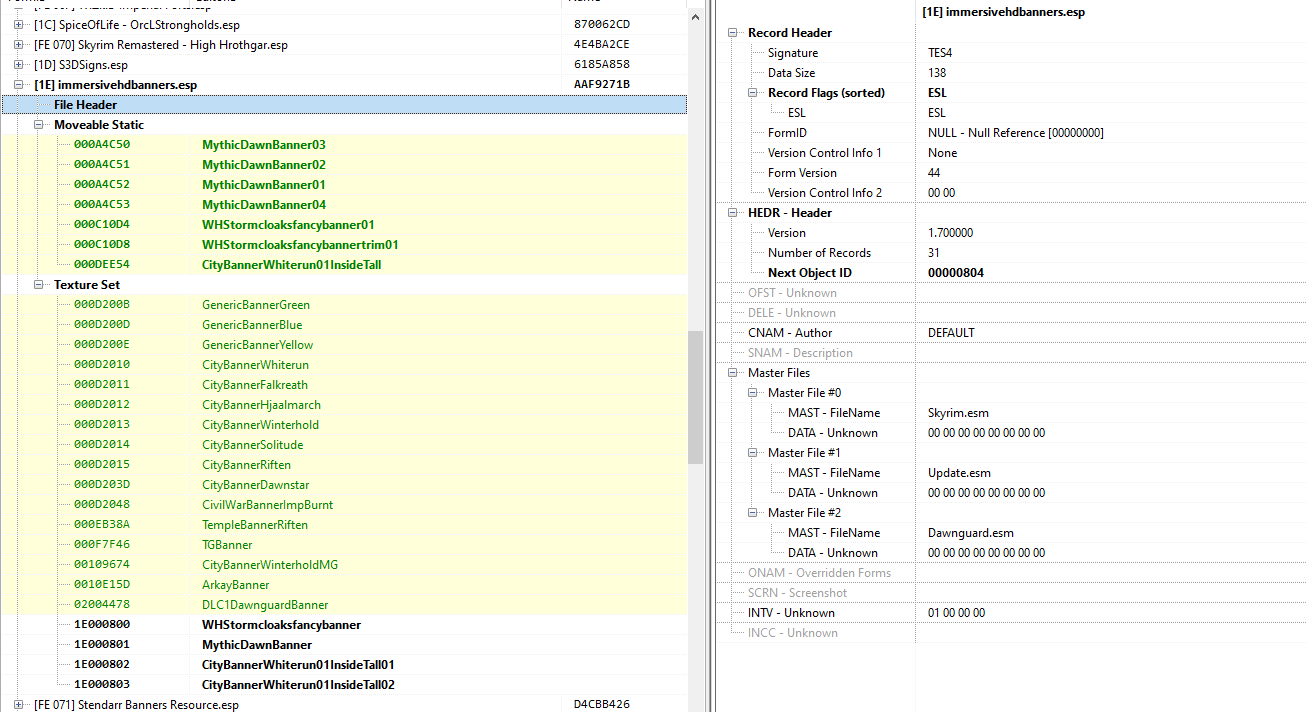 [1E] immersivehdbanners.esp
[1C] SpiceOfLife - OrcLStrongholds.esp 870062CD
[FE 070] Skyrim Remastered - High Hrothgar.esp 4E4BA2CE
[1D] S3DSigns.esp 6185A858
[1E] immersivehdbanners.esp AAF9271B
File Header
Moveable Static
000A4C50 MythicDawnBanner03
000A4C51 MythicDawnBanner02
000A4C52 MythicDawnBanner01
000A4C53 MythicDawnBanner04
000C10D4 WHStormcloaksfancybanner01
000C10D8 WHStormcloaksfancybannertrim01
000DEE54 CityBannerWhiterun01InsideTall
Texture Set
000D200B GenericBannerGreen
000D200D GenericBannerBlue
000D200E GenericBannerYellow
000D2010 CityBannerWhiterun
000D2011 CityBannerFalkreath
000D2012 CityBannerHjaalmarch
000D2013 CityBannerWinterhold
000D2014 CityBannerSolitude
000D2015 CityBannerRiften
000D203D CityBannerDawnstar
000D2048 CivilWarBannerImpBurnt
000EB38A TempleBannerRiften
000F7F46 TGBanner
00109674 CityBannerWinterholdMG
0010E15D ArkayBanner
02004478 DLC1DawnguardBanner
1E000800 WHStormcloaksfancybanner
1E000801 MythicDawnBanner
1E000802 CityBannerWhiterun01InsideTall01
1E000803 CityBannerWhiterun01InsideTall02
[FE 071] Stendarr Banners Resource.esp D4CBB426
Record Header
Signature TES4
Data Size 138
Record Flags (sorted) ESL
ESL ESL
FormID NULL - Null Reference [00000000]
Version Control Info 1 None
Form Version 44
Version Control Info 2 00 00
HEDR - Header
Version 1.700000
Number of Records 31
Next Object ID 00000804
OFST - Unknown
DELE - Unknown
CNAM - Author DEFAULT
SNAM - Description
Master Files
Master File #0
MAST - FileName Skyrim.esm
DATA - Unknown 00 00 00 00 00 00 00 00
Master File #1
MAST - FileName Update.esm
DATA - Unknown 00 00 00 00 00 00 00 00
Master File #2
MAST - FileName Dawnguard.esm
DATA - Unknown 00 00 00 00 00 00 00 00
ONAM - Overridden Forms
SCRN - Screenshot
INTV - Unknown 01 00 00 00
INCC - Unknown